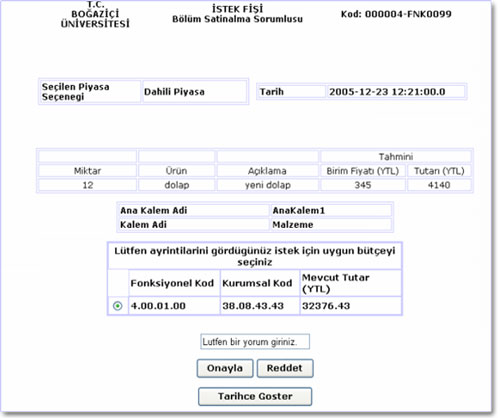 T.C.
BOĞAZİÇİ
ÜNİVERSİTESİ
İSTEK FİŞİ
Bölüm Satinalma Sorumlusu
Kod: 000004-FNK0099
Seçilen Piyasa
Seçenegi
Dahili Piyasa
Tarih
2005-12-23 12:21:00.0
Tahmini
Miktar Ürün Açıklama Birim Fiyatı (YTL) Tutarı (YTL)
12 dolap yeni dolap 345 4140
Ana Kalem Adi AnaKalem1
Kalem Adi Malzeme
Lütfen ayrintilarini gördügünüz istek için uygun bütçeyi
seçiniz
Fonksiyonel Kod Kurumsal Kod Mevcut Tutar
(YTL)
4.00.01.00 38.08.43.43 32376.43
Lutfen bir yorum giriniz.
Onayla Reddet
Tarihce Goster